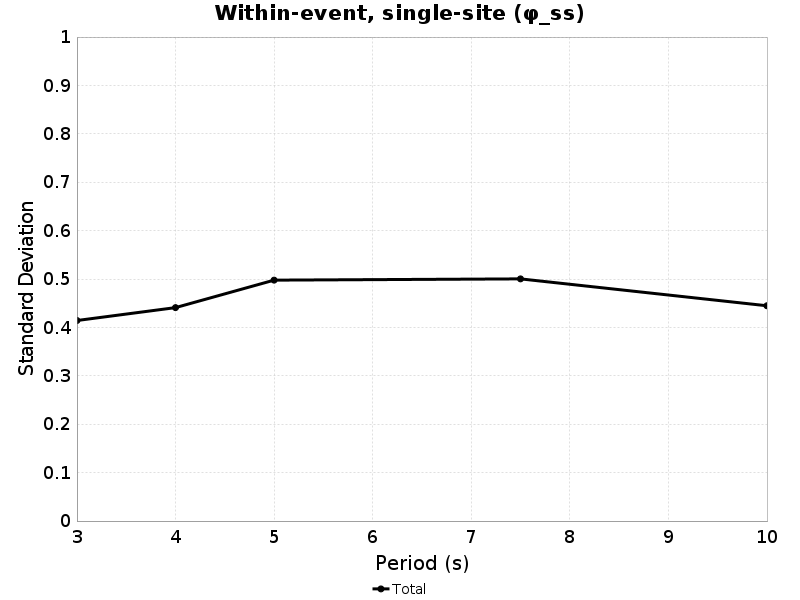 Within-event, single-site (φ_ss)
1
0.9
0.8
0.7
0.6
0.5
0.4
0.3
0.2
0.1
0
Standard Deviation
3 4 5 6 7 8 9 10
Period (s)
Total